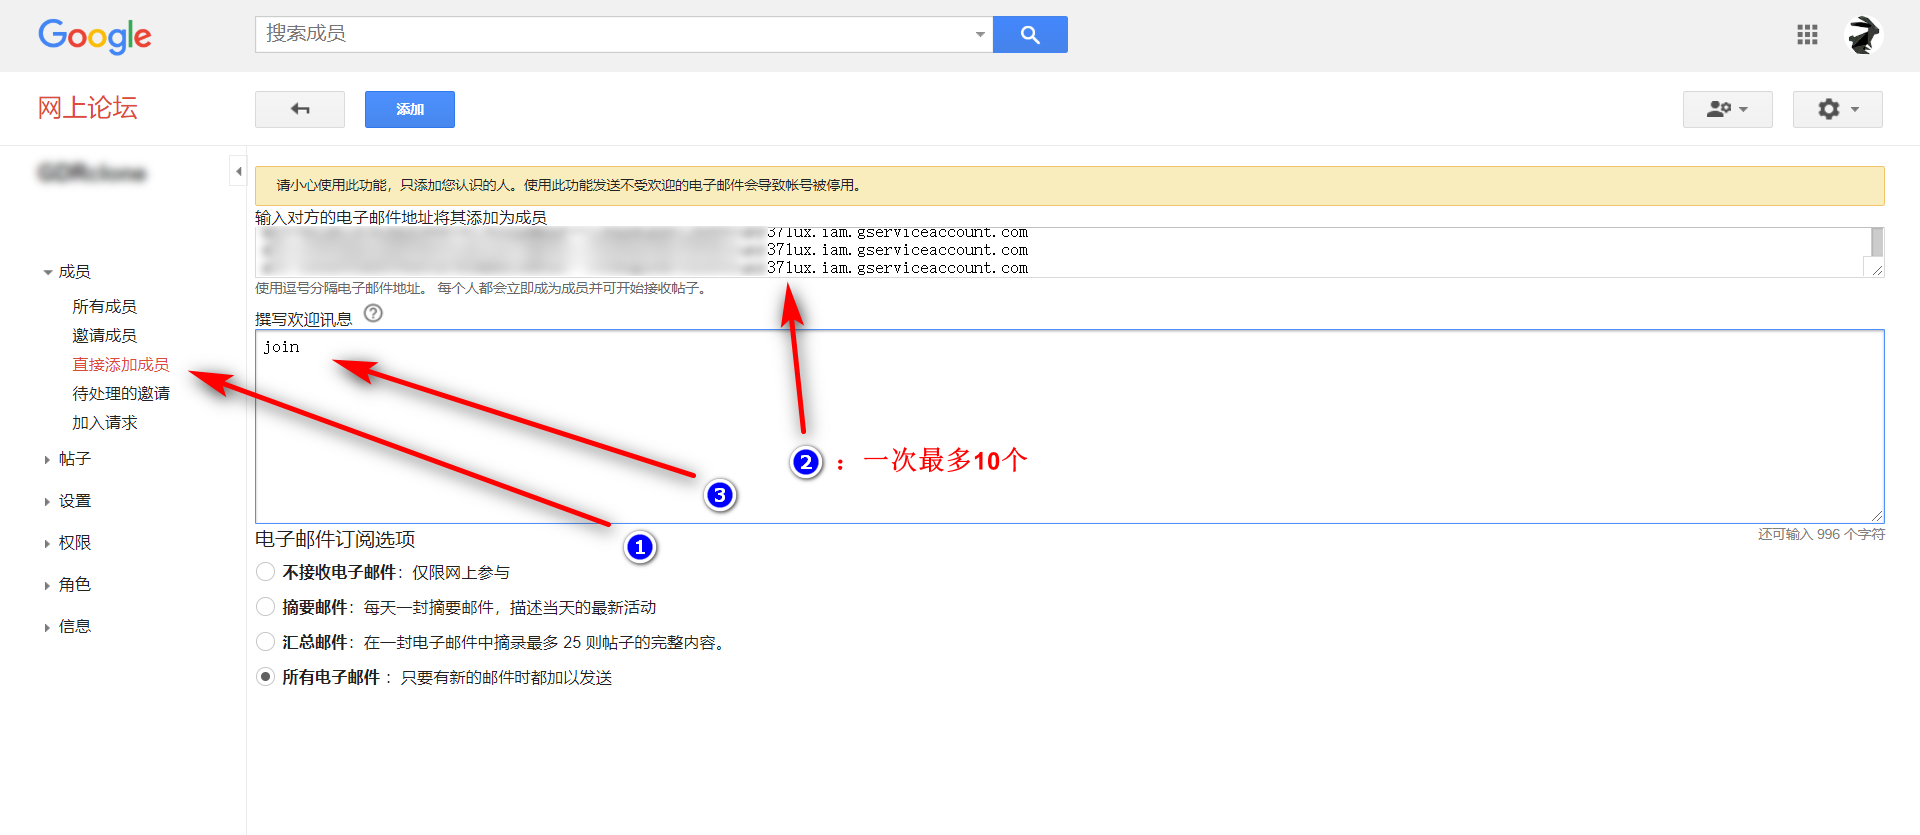 Google
搜索成员
网上论坛
添加
请小心使用此功能，只添加您认识的人。使用此功能发送不受欢迎的电子邮件会导致帐号被停用。
输入对方的电子邮件地址将其添加为成员
37lux.iam.gserviceaccount.com
37lux.iam.gserviceaccount.com
37lux.iam.gserviceaccount.com
使用逗号分隔电子邮件地址。 每个人都会立即成为成员并可开始接收帖子。
撰写欢迎讯息 ?
join
成员
所有成员
邀请成员
直接添加成员
待处理的邀请
加入请求
帖子
设置
权限
角色
信息
2 ：一次最多10个
3
1
还可输入 996 个字符
电子邮件订阅选项
不接收电子邮件：仅限网上参与
摘要邮件：每天一封摘要邮件，描述当天的最新活动
汇总邮件：在一封电子邮件中摘录最多 25 则帖子的完整内容。
所有电子邮件：只要有新的邮件时都加以发送